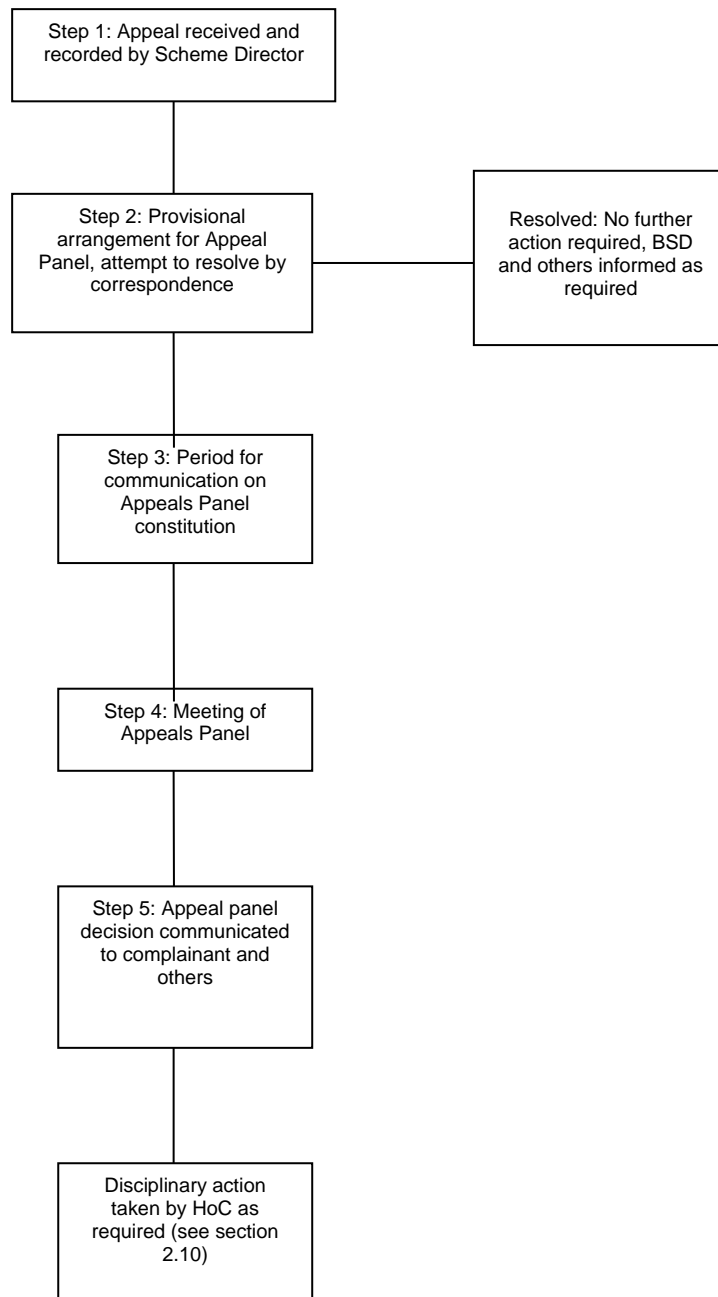 Step 1: Appeal received and
recorded by Scheme Director
Step 2: Provisional
arrangement for Appeal
Panel, attempt to resolve by
correspondence
Resolved: No further
action required, BSD
and others informed as
required
Step 3: Period for
communication on
Appeals Panel
constitution
Step 4: Meeting of
Appeals Panel
Step 5: Appeal panel
decision communicated
to complainant and
others
Disciplinary action
taken by HoC as
required (see section
2.10)